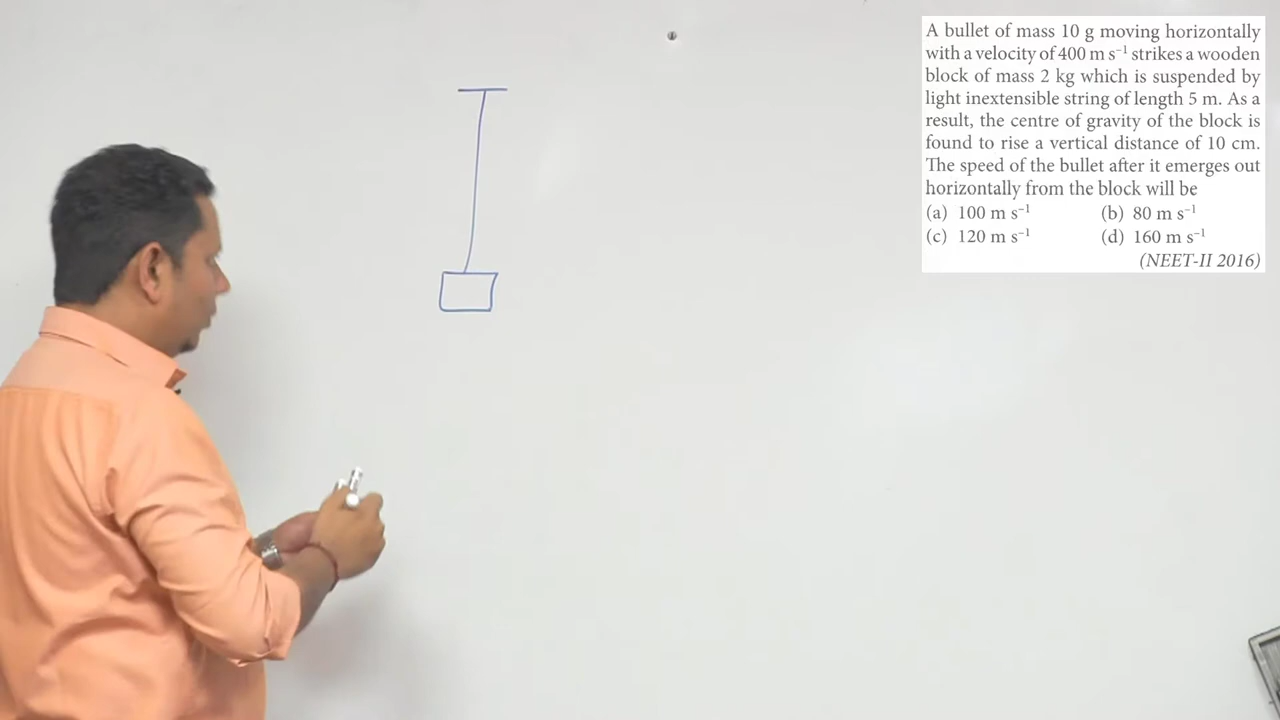 A bullet of mass 10 g moving horizontally
with a velocity of 400 m s⁻¹ strikes a wooden
block of mass 2 kg which is suspended by
light inextensible string of length 5 m. As a
result, the centre of gravity of the block is
found to rise a vertical distance of 10 cm.
The speed of the bullet after it emerges out
horizontally from the block will be
(a) 100 m s⁻¹ (b) 80 m s⁻¹
(c) 120 m s⁻¹ (d) 160 m s⁻¹
(NEET-II 2016)